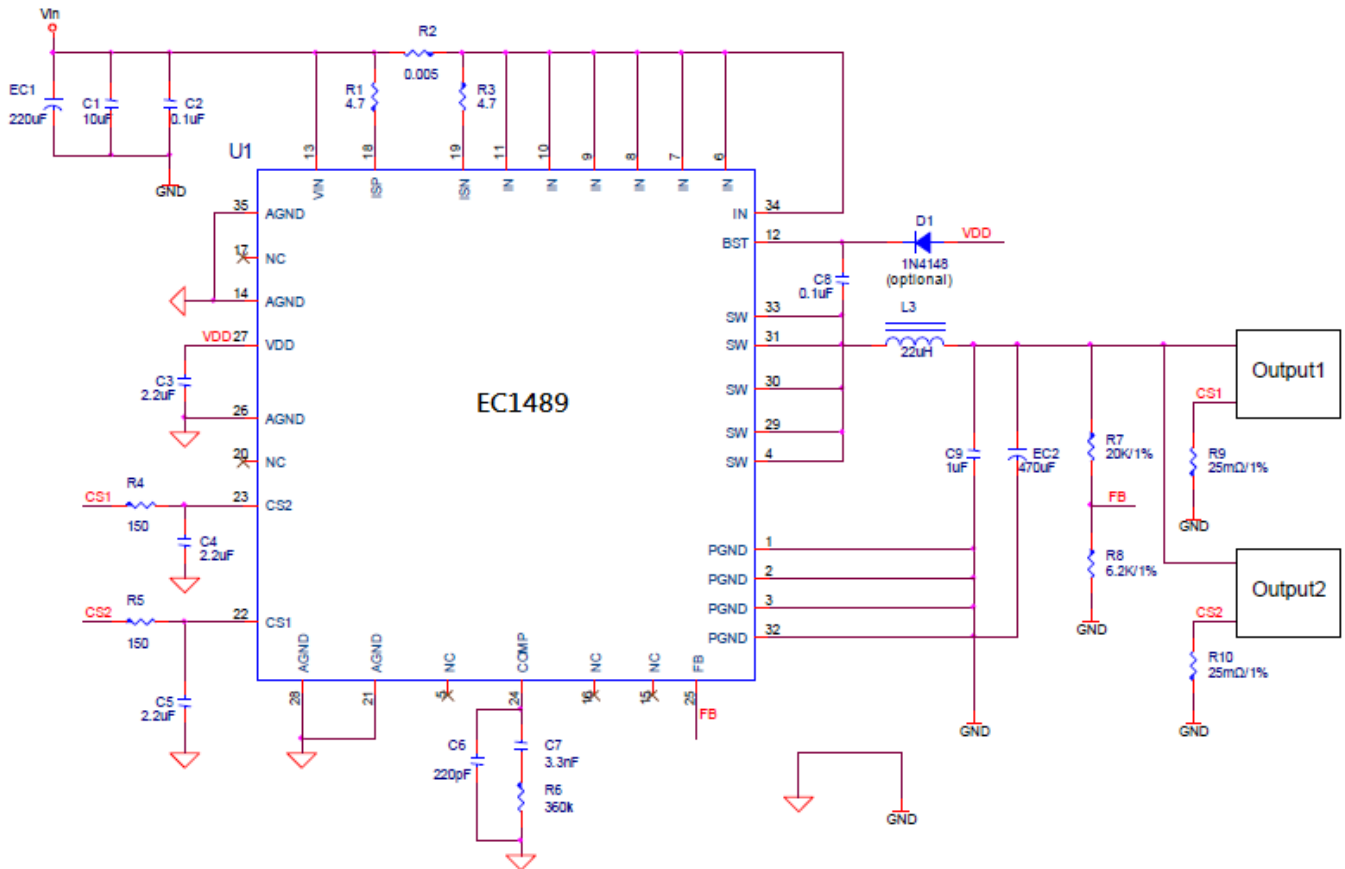 Vin
R2
0.005
EC1
220uF
C1
10uF
C2
0.1uF
R1
4.7
R3
4.7
GND
U1
13
18
19
11
10
9
8
7
6
VIN
ISP
ISN
IN
IN
IN
IN
IN
IN
35
AGND
17
NC
14
AGND
VDD
27
VDD
C3
2.2uF
26
AGND
20
NC
CS1
R4
150
23
CS2
C4
2.2uF
CS2
R5
150
22
CS1
C5
2.2uF
EC1489
IN
34
BST
12
D1
VDD
1N4148
(optional)
C8
0.1uF
SW
33
L3
SW
31
22uH
SW
30
SW
29
SW
4
C9
1uF
EC2
470uF
R7
20K/1%
FB
R8
6.2K/1%
GND
PGND
1
PGND
2
PGND
3
PGND
32
GND
Output1
CS1
R9
25mΩ/1%
GND
Output2
CS2
R10
25mΩ/1%
GND
AGND
AGND
NC
COMP
NC
NC
FB
28
21
5
24
16
15
25
FB
C6
220pF
C7
3.3nF
R6
360k
GND